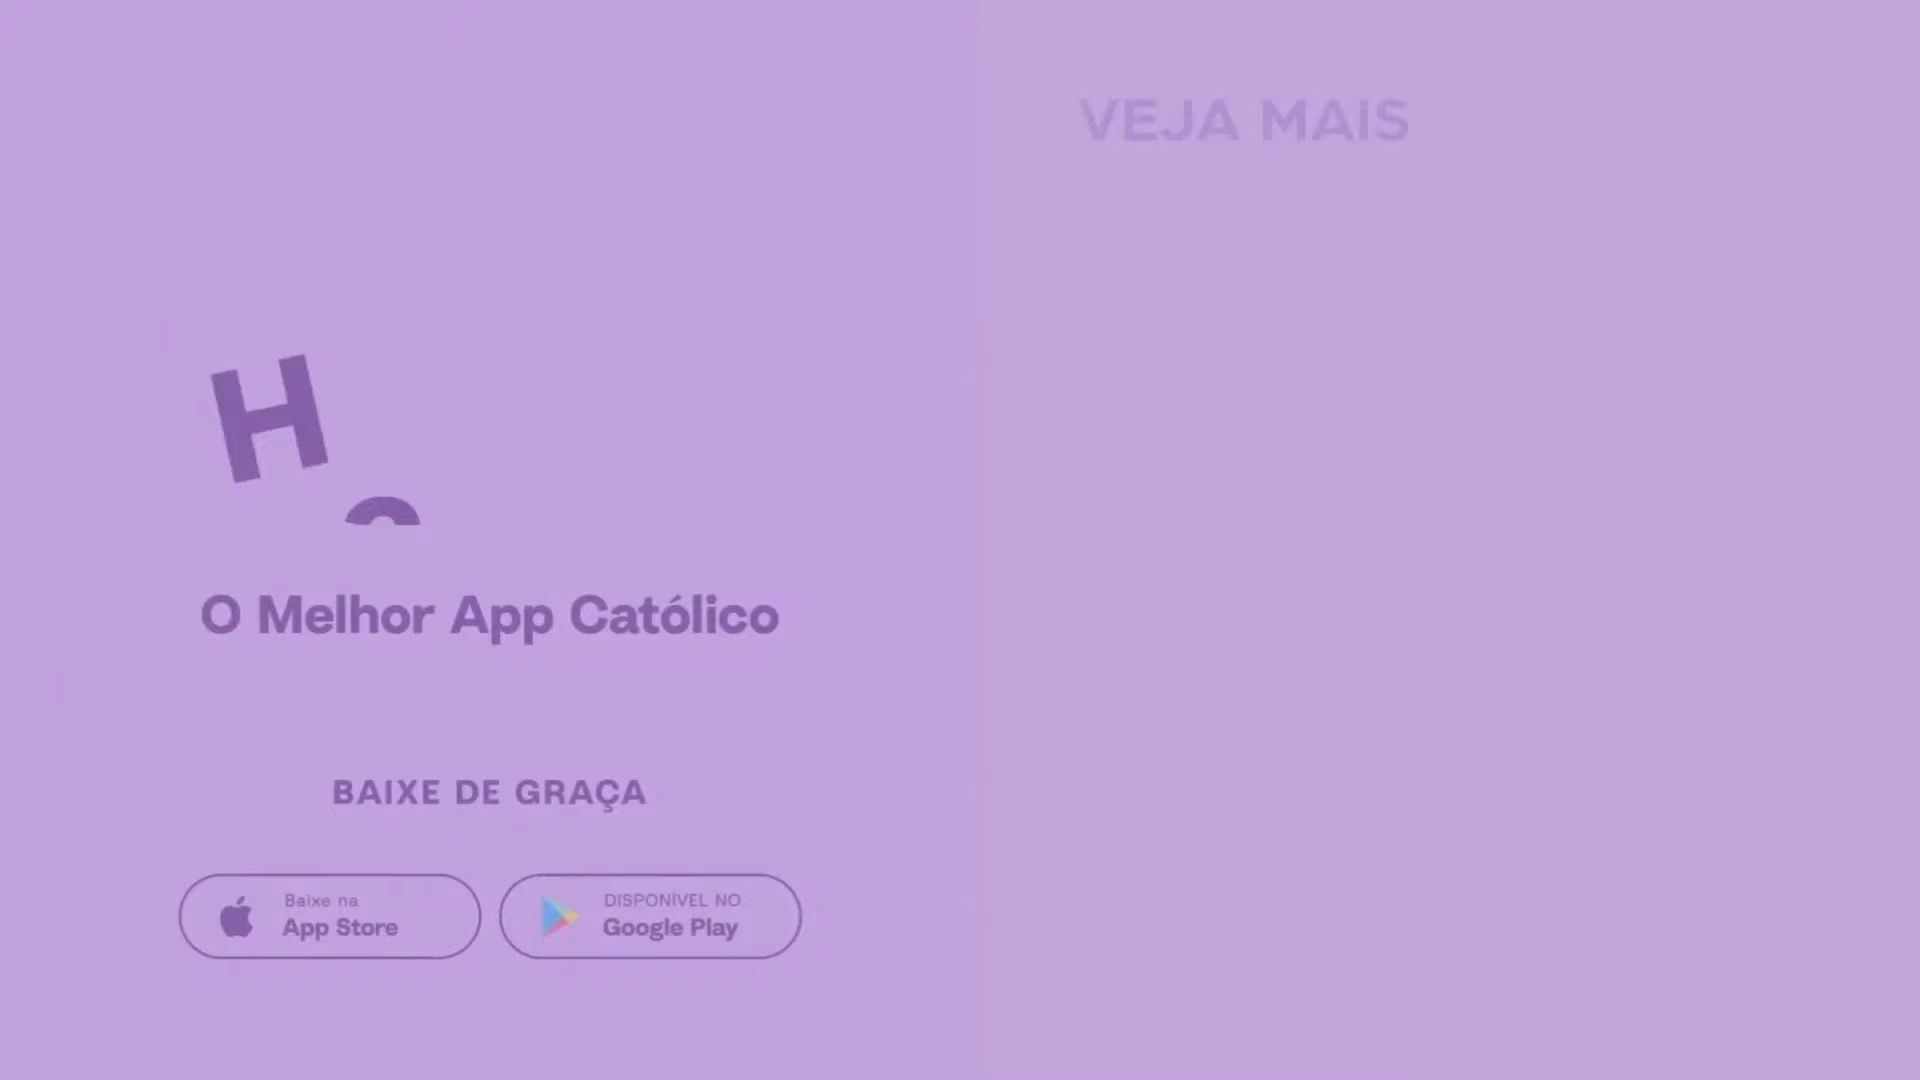 H
O Melhor App Católico
BAIXE DE GRAÇA
Baixe na
App Store
DISPONÍVEL NO
Google Play
VEJA MAIS